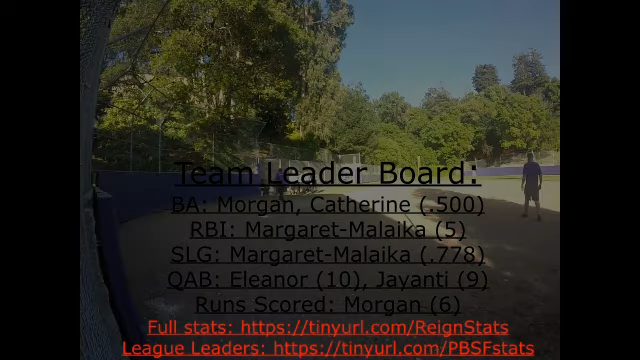 Team Leader Board:
BA: Morgan, Catherine (.500)
RBI: Margaret-Malaika (5)
SLG: Margaret-Malaika (.778)
QAB: Eleanor (10), Jayanti (9)
Runs Scored: Morgan (6)
Full stats: https://tinyurl.com/ReignStats
League Leaders: https://tinyurl.com/PBSFstats